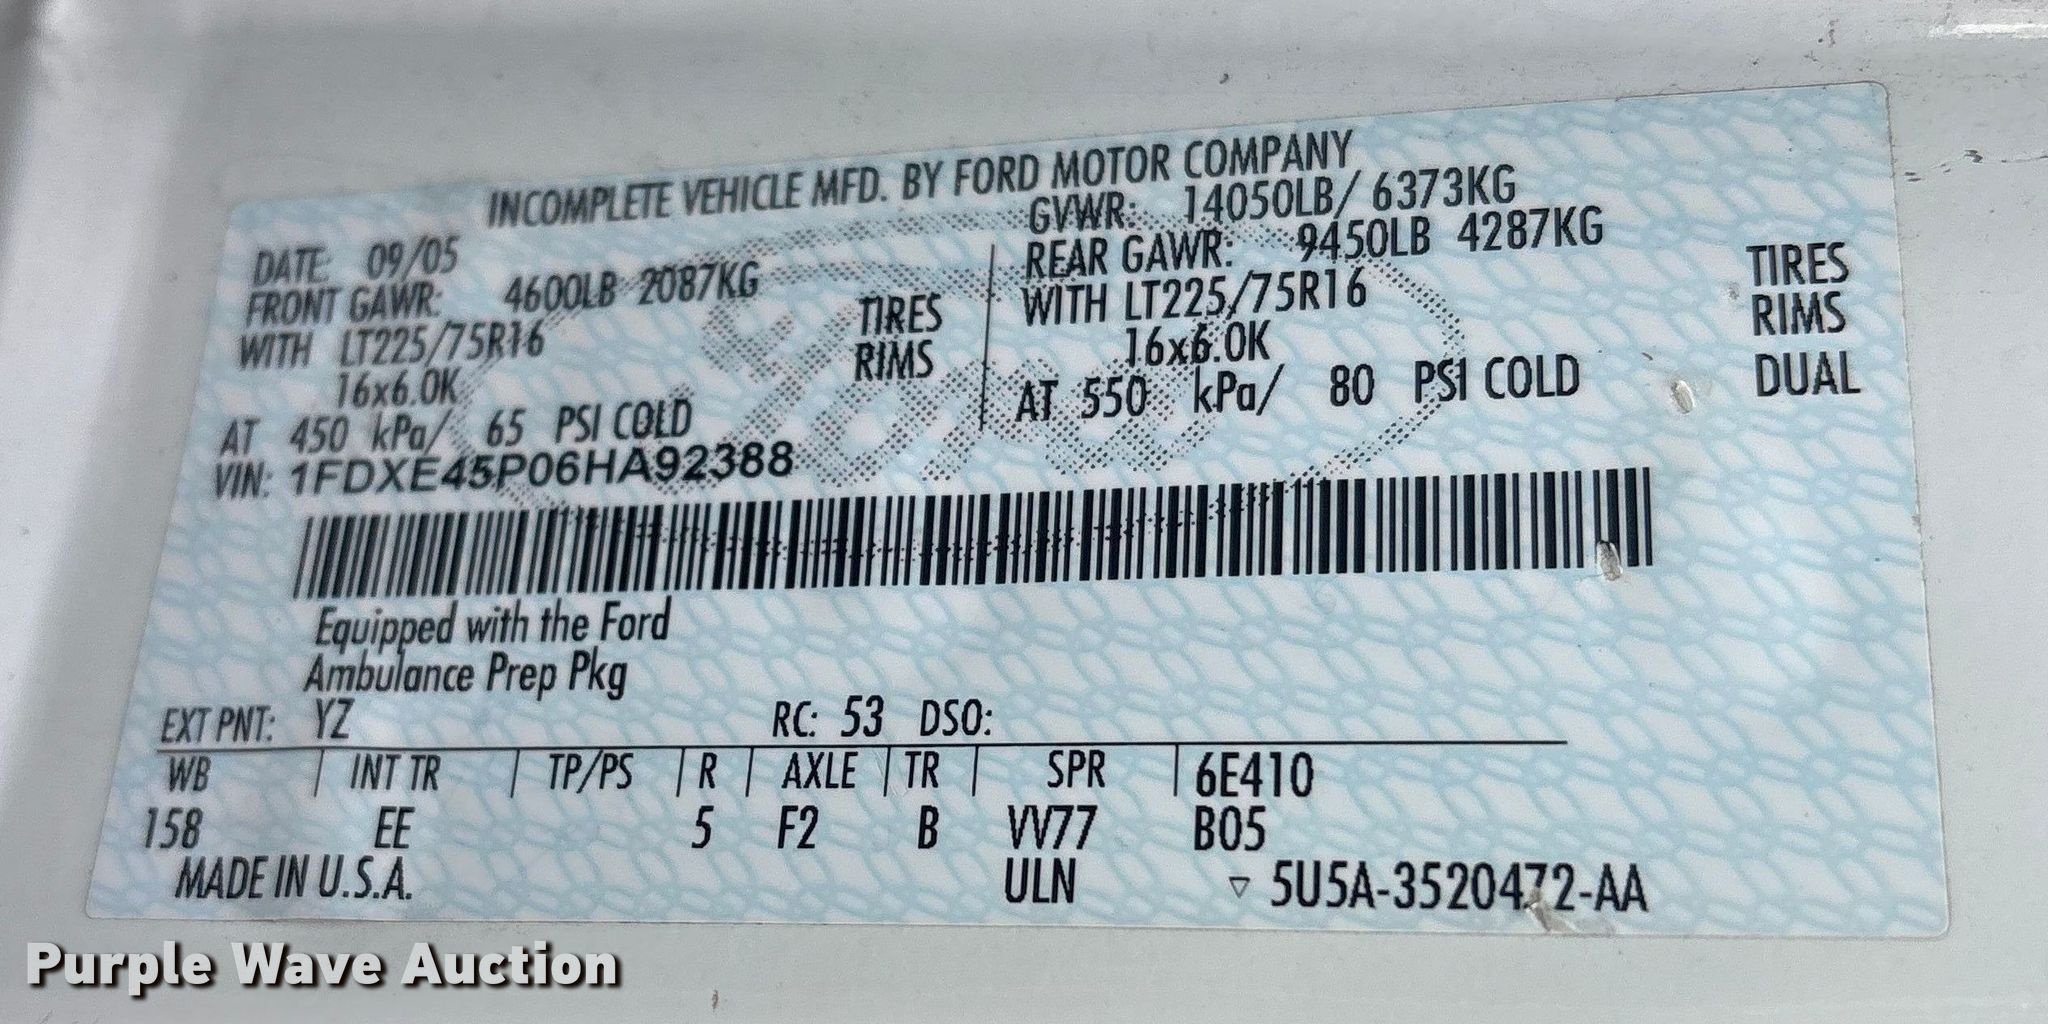 INCOMPLETE VEHICLE MFD. BY FORD MOTOR COMPANY
DATE: 09/05
GVWR: 14050LB/ 6373KG
FRONT GAWR: 4600LB 2087KG
REAR GAWR: 9450LB 4287KG
WITH LT225/75R16 TIRES
WITH LT225/75R16 TIRES
16x6.0K RIMS
16x6.0K RIMS
AT 450 kPa/ 65 PSI COLD
AT 550 kPa/ 80 PSI COLD DUAL
VIN: 1FDXE45P06HA92388
Ford
Equipped with the Ford
Ambulance Prep Pkg
EXT PNT: YZ RC: 53 DSO:
WB | INT TR | TP/PS | R | AXLE | TR | SPR | 6E410
158 EE 5 F2 B VV77 B05
MADE IN U.S.A. ULN ▽ 5U5A-3520472-AA
Purple Wave Auction